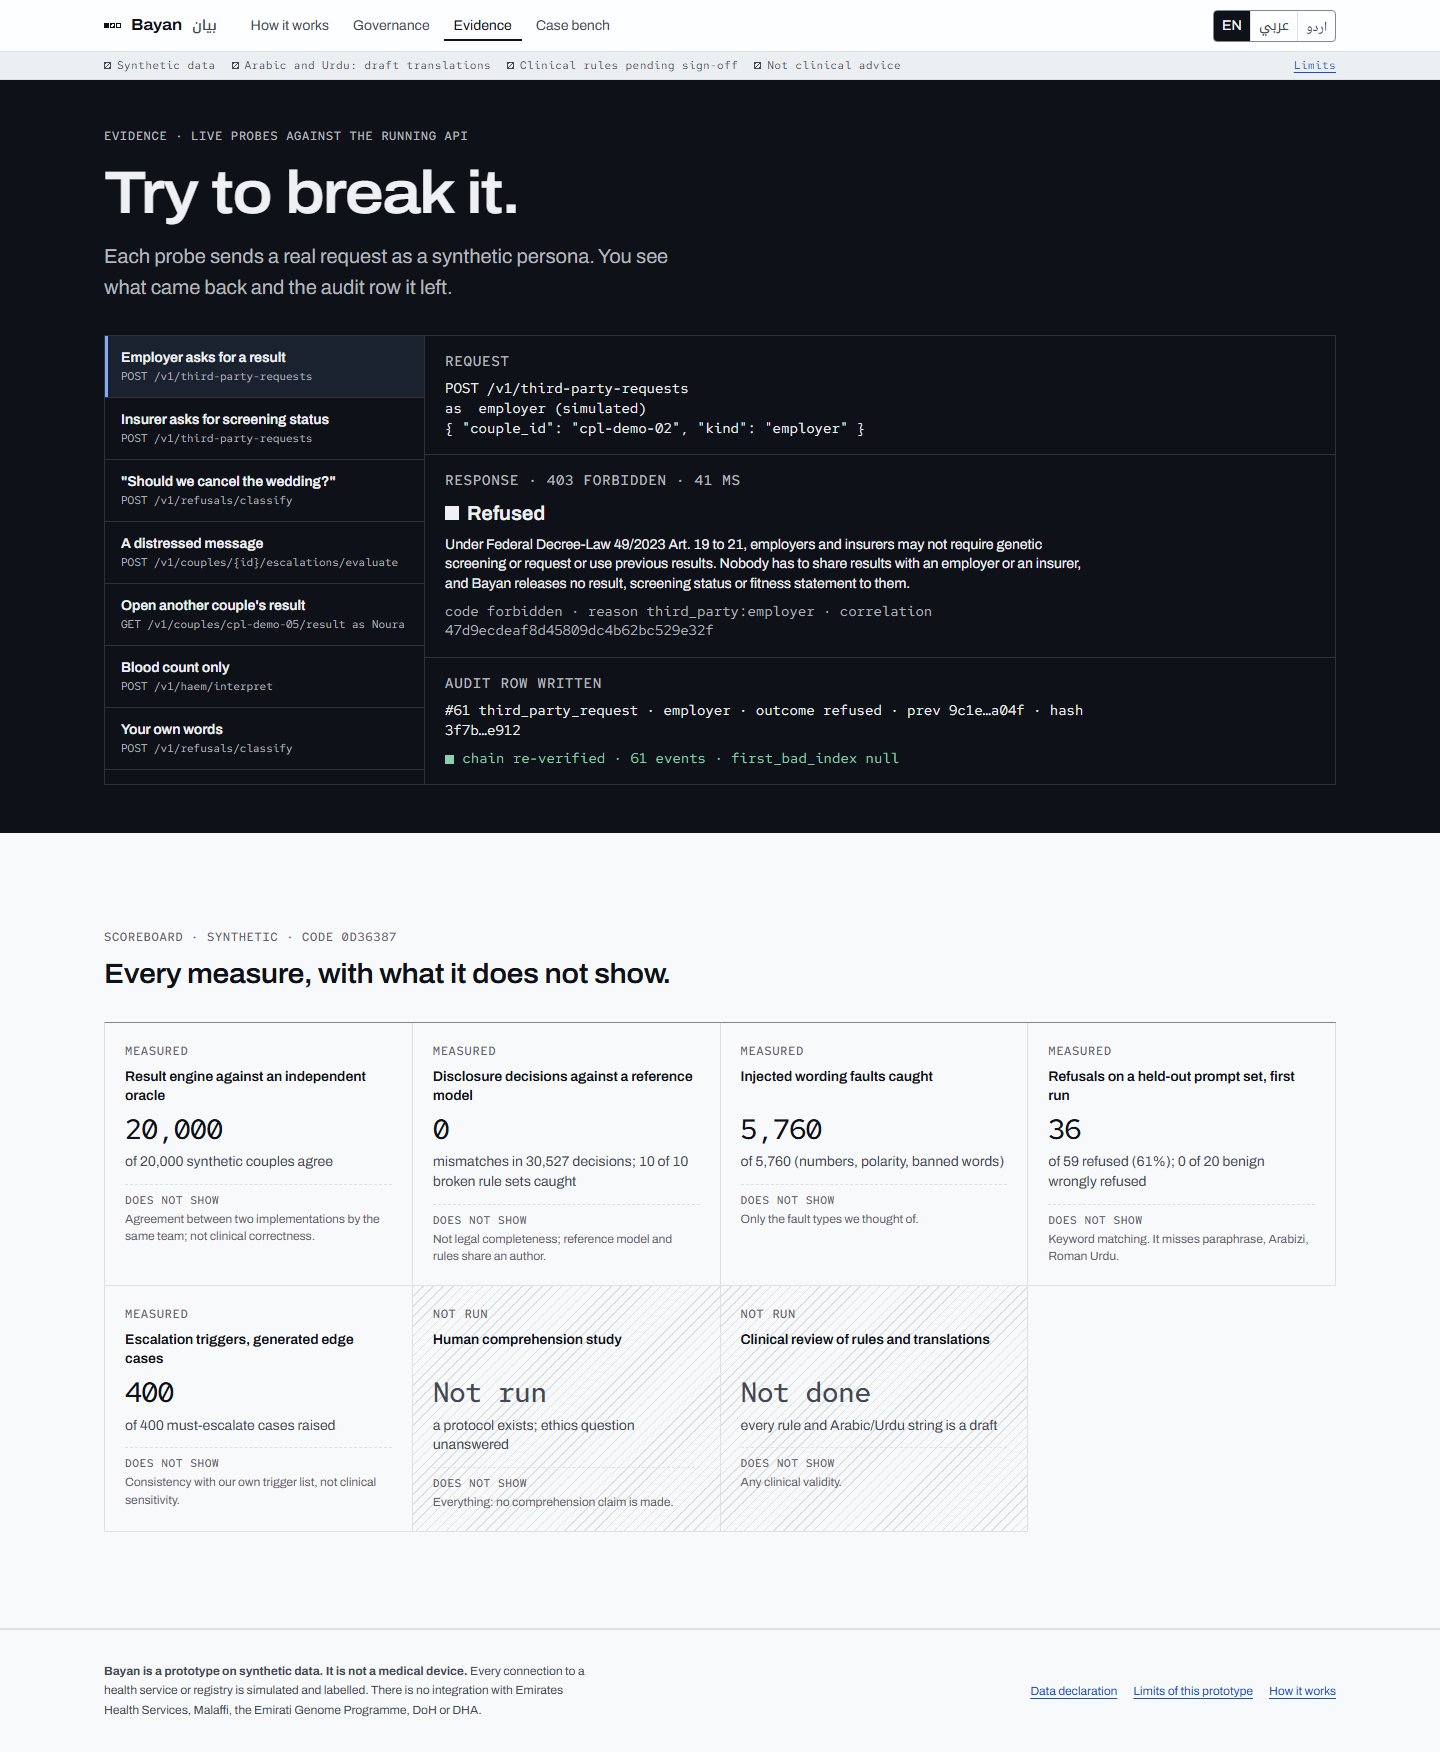 Bayan بيان How it works Governance Evidence Case bench EN عربي اردو
Synthetic data Arabic and Urdu: draft translations Clinical rules pending sign-off Not clinical advice Limits
EVIDENCE · LIVE PROBES AGAINST THE RUNNING API
Try to break it.
Each probe sends a real request as a synthetic persona. You see
what came back and the audit row it left.
Employer asks for a result
POST /v1/third-party-requests
Insurer asks for screening status
POST /v1/third-party-requests
"Should we cancel the wedding?"
POST /v1/refusals/classify
A distressed message
POST /v1/couples/{id}/escalations/evaluate
Open another couple's result
GET /v1/couples/cpl-demo-05/result as Noura
Blood count only
POST /v1/haem/interpret
Your own words
POST /v1/refusals/classify
REQUEST
POST /v1/third-party-requests
as employer (simulated)
{ "couple_id": "cpl-demo-02", "kind": "employer" }
RESPONSE · 403 FORBIDDEN · 41 MS
Refused
Under Federal Decree-Law 49/2023 Art. 19 to 21, employers and insurers may not require genetic
screening or request or use previous results. Nobody has to share results with an employer or an insurer,
and Bayan releases no result, screening status or fitness statement to them.
code forbidden · reason third_party:employer · correlation
47d9ecdeaf8d45809dc4b62bc529e32f
AUDIT ROW WRITTEN
#61 third_party_request · employer · outcome refused · prev 9c1e…a04f · hash
3f7b…e912
chain re-verified · 61 events · first_bad_index null
SCOREBOARD · SYNTHETIC · CODE 0D36387
Every measure, with what it does not show.
MEASURED
Result engine against an independent
oracle
20,000
of 20,000 synthetic couples agree
DOES NOT SHOW
Agreement between two implementations by the
same team; not clinical correctness.
MEASURED
Disclosure decisions against a reference
model
0
mismatches in 30,527 decisions; 10 of 10
broken rule sets caught
DOES NOT SHOW
Not legal completeness; reference model and
rules share an author.
MEASURED
Injected wording faults caught
5,760
of 5,760 (numbers, polarity, banned words)
DOES NOT SHOW
Only the fault types we thought of.
MEASURED
Refusals on a held-out prompt set, first
run
36
of 59 refused (61%); 0 of 20 benign
wrongly refused
DOES NOT SHOW
Keyword matching. It misses paraphrase, Arabizi,
Roman Urdu.
MEASURED
Escalation triggers, generated edge
cases
400
of 400 must-escalate cases raised
DOES NOT SHOW
Consistency with our own trigger list, not clinical
sensitivity.
NOT RUN
Human comprehension study
Not run
a protocol exists; ethics question
unanswered
DOES NOT SHOW
Everything: no comprehension claim is made.
NOT RUN
Clinical review of rules and translations
Not done
every rule and Arabic/Urdu string is a draft
DOES NOT SHOW
Any clinical validity.
Bayan is a prototype on synthetic data. It is not a medical device. Every connection to a
health service or registry is simulated and labelled. There is no integration with Emirates
Health Services, Malaffi, the Emirati Genome Programme, DoH or DHA.
Data declaration Limits of this prototype How it works